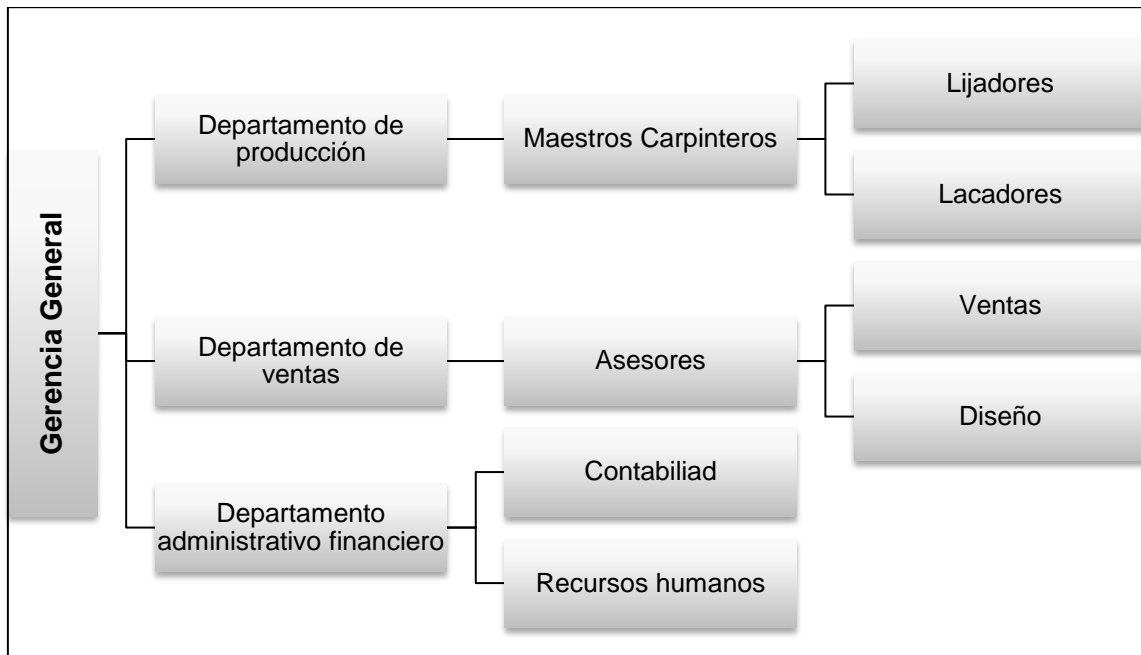 Gerencia General
Departamento de
producción
Maestros Carpinteros
Lijadores
Lacadores
Departamento de
ventas
Asesores
Ventas
Diseño
Departamento
administrativo financiero
Contabiliad
Recursos humanos